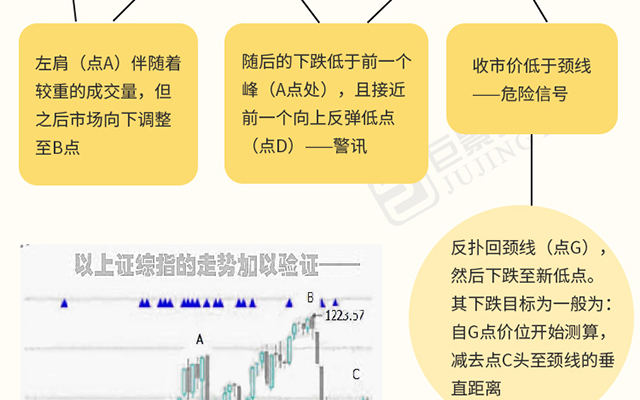 左肩（点A）伴随着
较重的成交量，但
之后市场向下调整
至B点
随后的下跌低于前一个
峰（A点处），且接近
前一个向上反弹低点
（点D）——警讯
收市价低于颈线
——危险信号
反扑回颈线（点G），
然后下跌至新低点。
其下跌目标为一般为：
自G点价位开始测算，
减去点C头至颈线的垂
直距离
以上证综指的走势加以验证——
B
1223.57
A
C